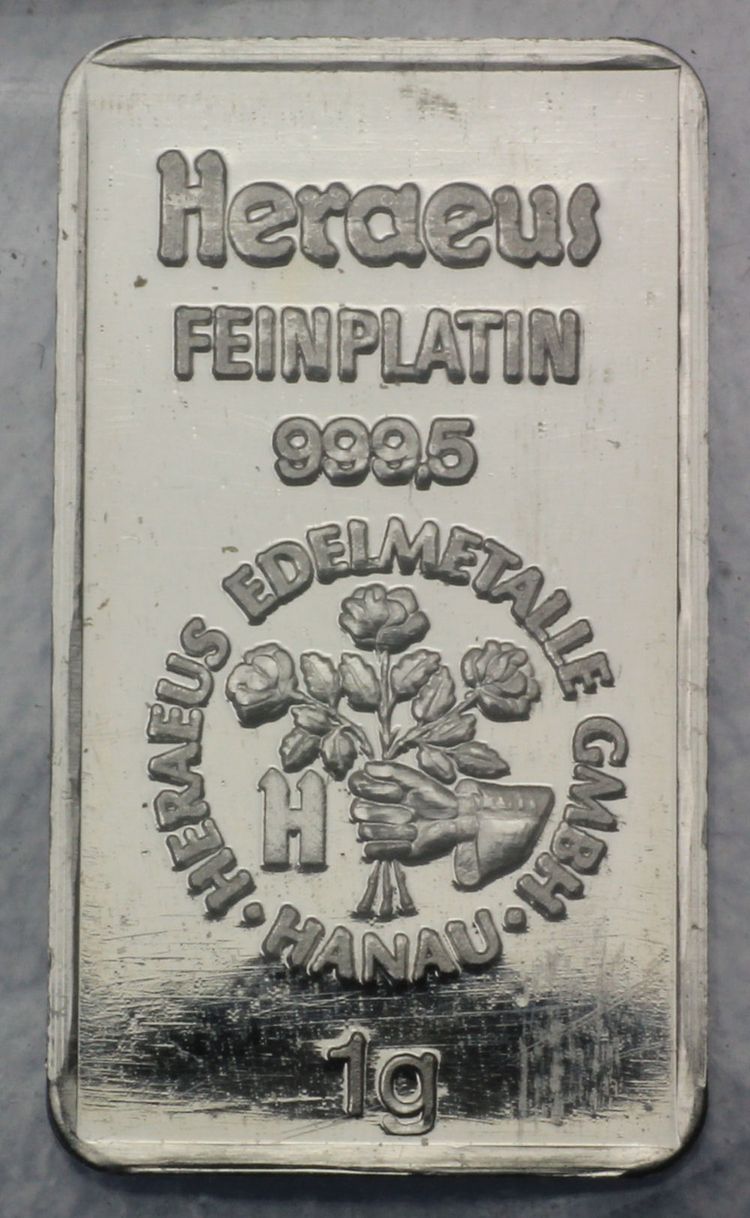 Heraeus
FEINPLATIN
999,5
HERAEUS EDELMETALLE GMBH
H
• HANAU •
1g